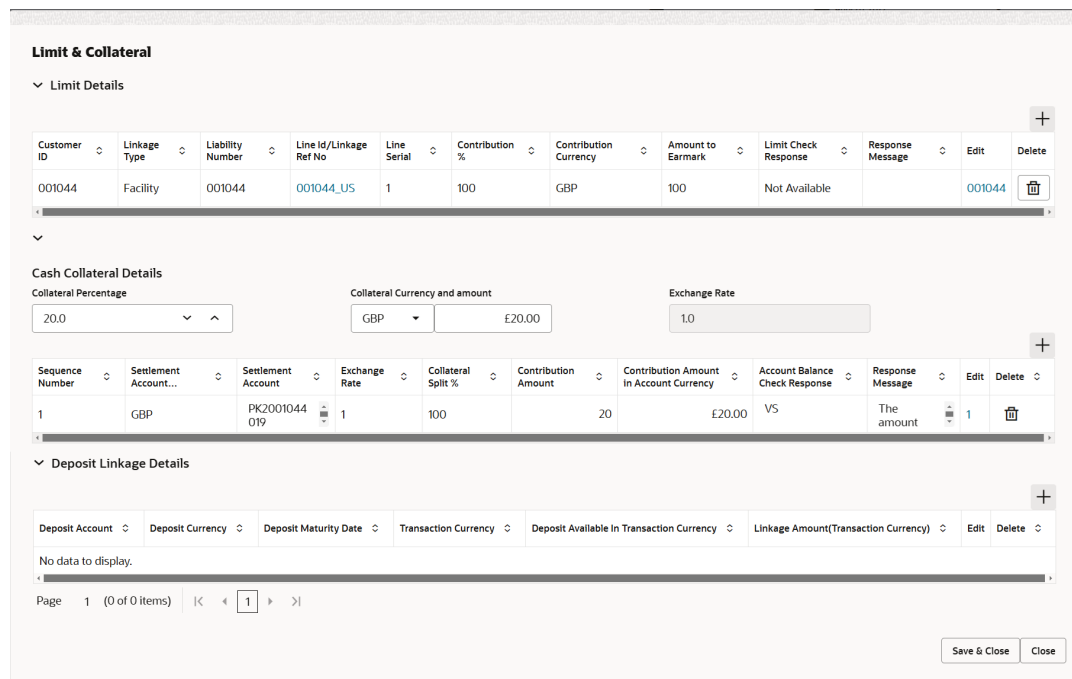 Limit & Collateral
Limit Details
Customer ID Linkage Type Liability Number Line Id/Linkage Ref No Line Serial Contribution % Contribution Currency Amount to Earmark Limit Check Response Response Message Edit Delete
001044 Facility 001044 001044_US 1 100 GBP 100 Not Available 001044
Cash Collateral Details
Collateral Percentage Collateral Currency and amount Exchange Rate
20.0 GBP £20.00 1.0
Sequence Number Settlement Account... Settlement Account Exchange Rate Collateral Split % Contribution Amount Contribution Amount in Account Currency Account Balance Check Response Response Message Edit Delete
1 GBP PK2001044019 1 100 20 £20.00 VS The amount 1
Deposit Linkage Details
Deposit Account Deposit Currency Deposit Maturity Date Transaction Currency Deposit Available In Transaction Currency Linkage Amount(Transaction Currency) Edit Delete
No data to display.
Page 1 (0 of 0 items) 1
Save & Close Close